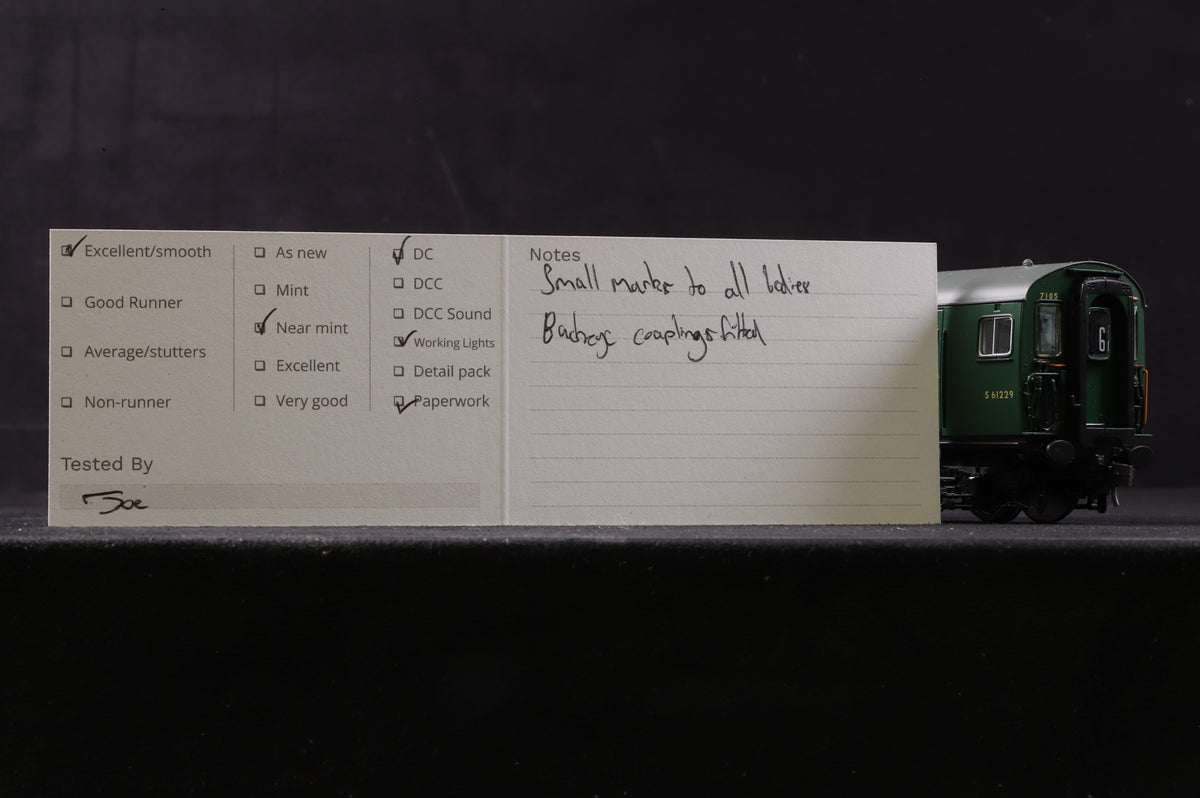 Excellent/smooth
Good Runner
Average/stutters
Non-runner
As new
Mint
Near mint
Excellent
Very good
DC
DCC
DCC Sound
Working Lights
Detail pack
Paperwork
Tested By
Joe
Notes
Small marks to all bodies
couplings fitted
7105
S 61229
6